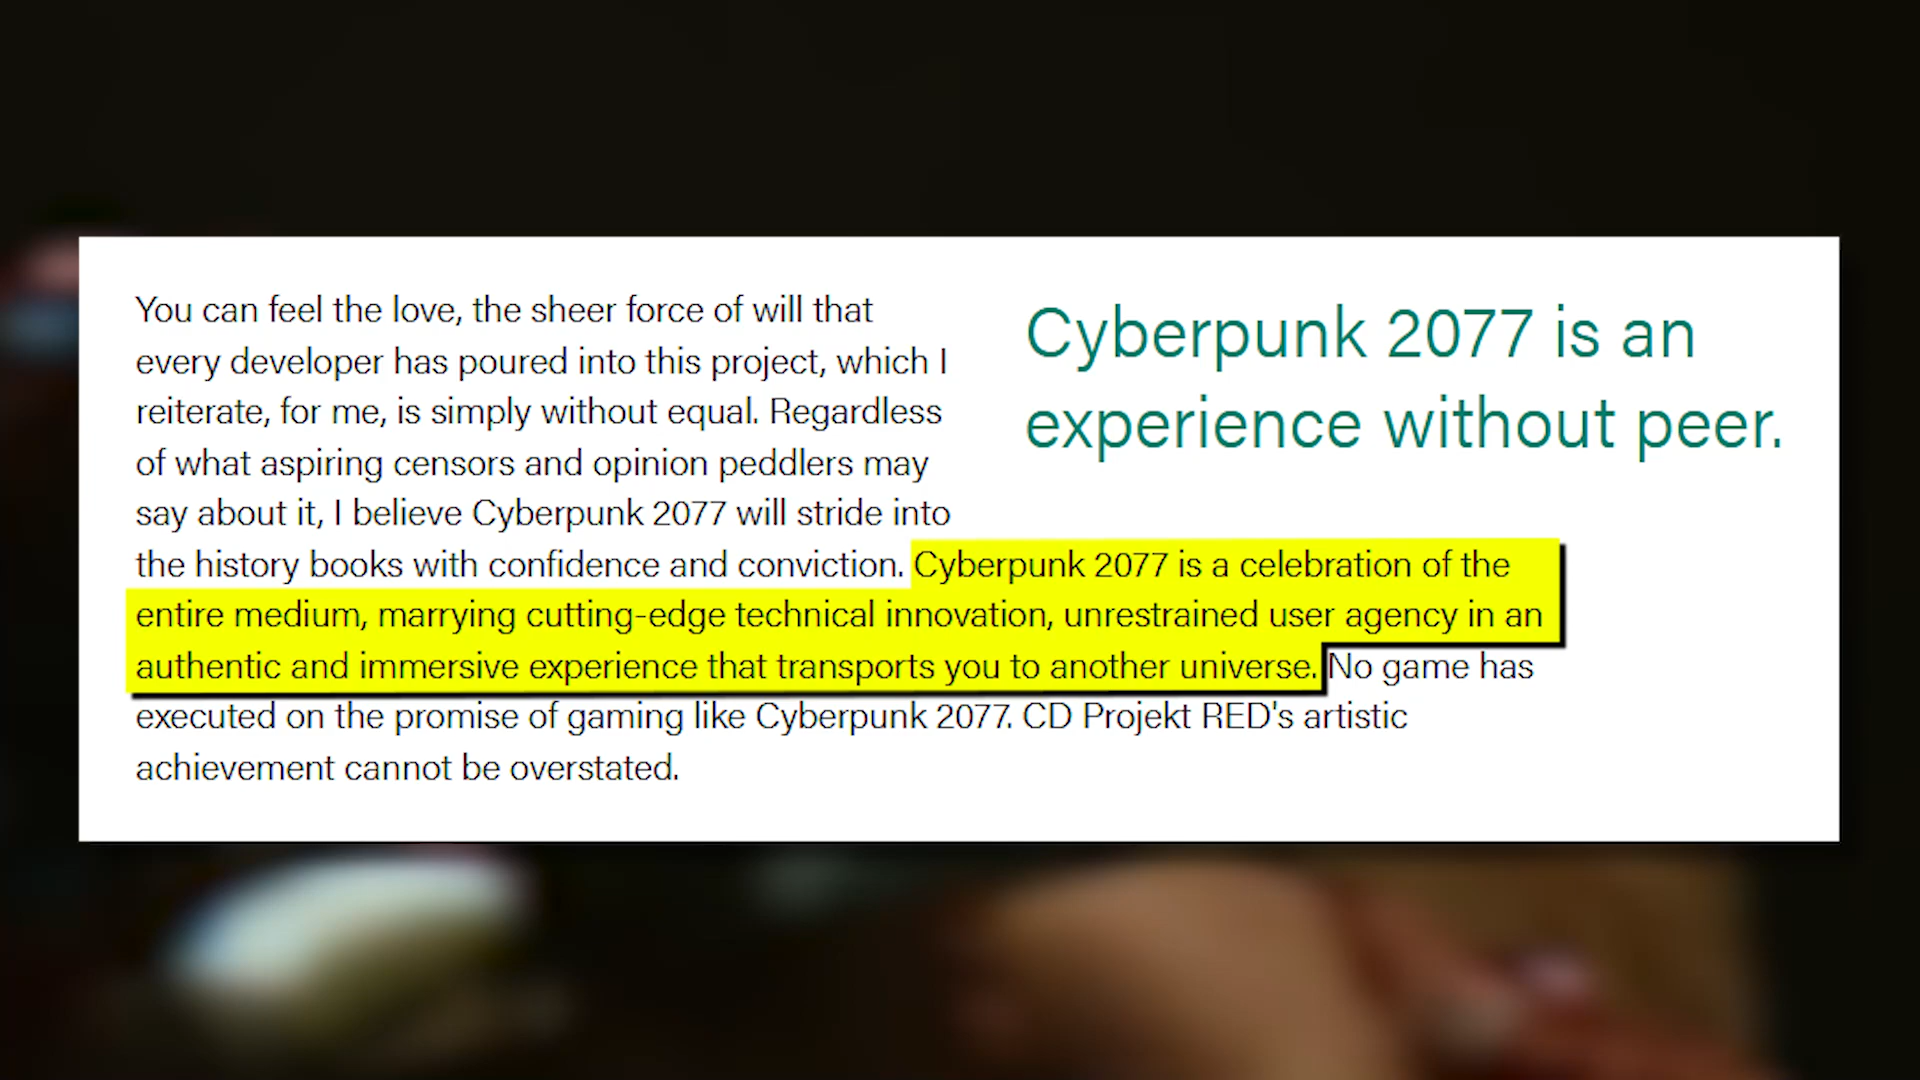 You can feel the love, the sheer force of will that
every developer has poured into this project, which I
reiterate, for me, is simply without equal. Regardless
of what aspiring censors and opinion peddlers may
say about it, I believe Cyberpunk 2077 will stride into
the history books with confidence and conviction. Cyberpunk 2077 is a celebration of the
entire medium, marrying cutting-edge technical innovation, unrestrained user agency in an
authentic and immersive experience that transports you to another universe. No game has
executed on the promise of gaming like Cyberpunk 2077. CD Projekt RED's artistic
achievement cannot be overstated.
Cyberpunk 2077 is an
experience without peer.